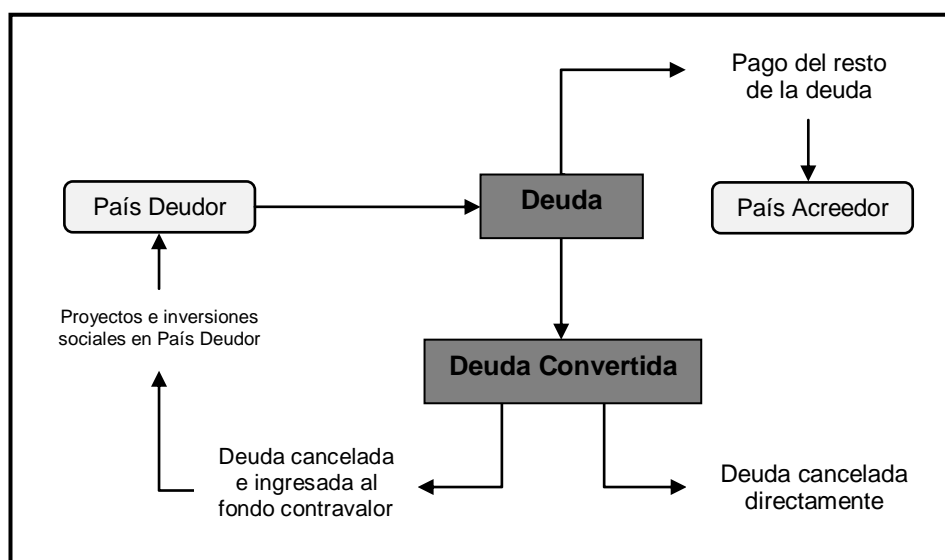 Pago del resto
de la deuda
País Deudor
Deuda
País Acreedor
Proyectos e inversiones
sociales en País Deudor
Deuda Convertida
Deuda cancelada
e ingresada al
fondo contravalor
Deuda cancelada
directamente